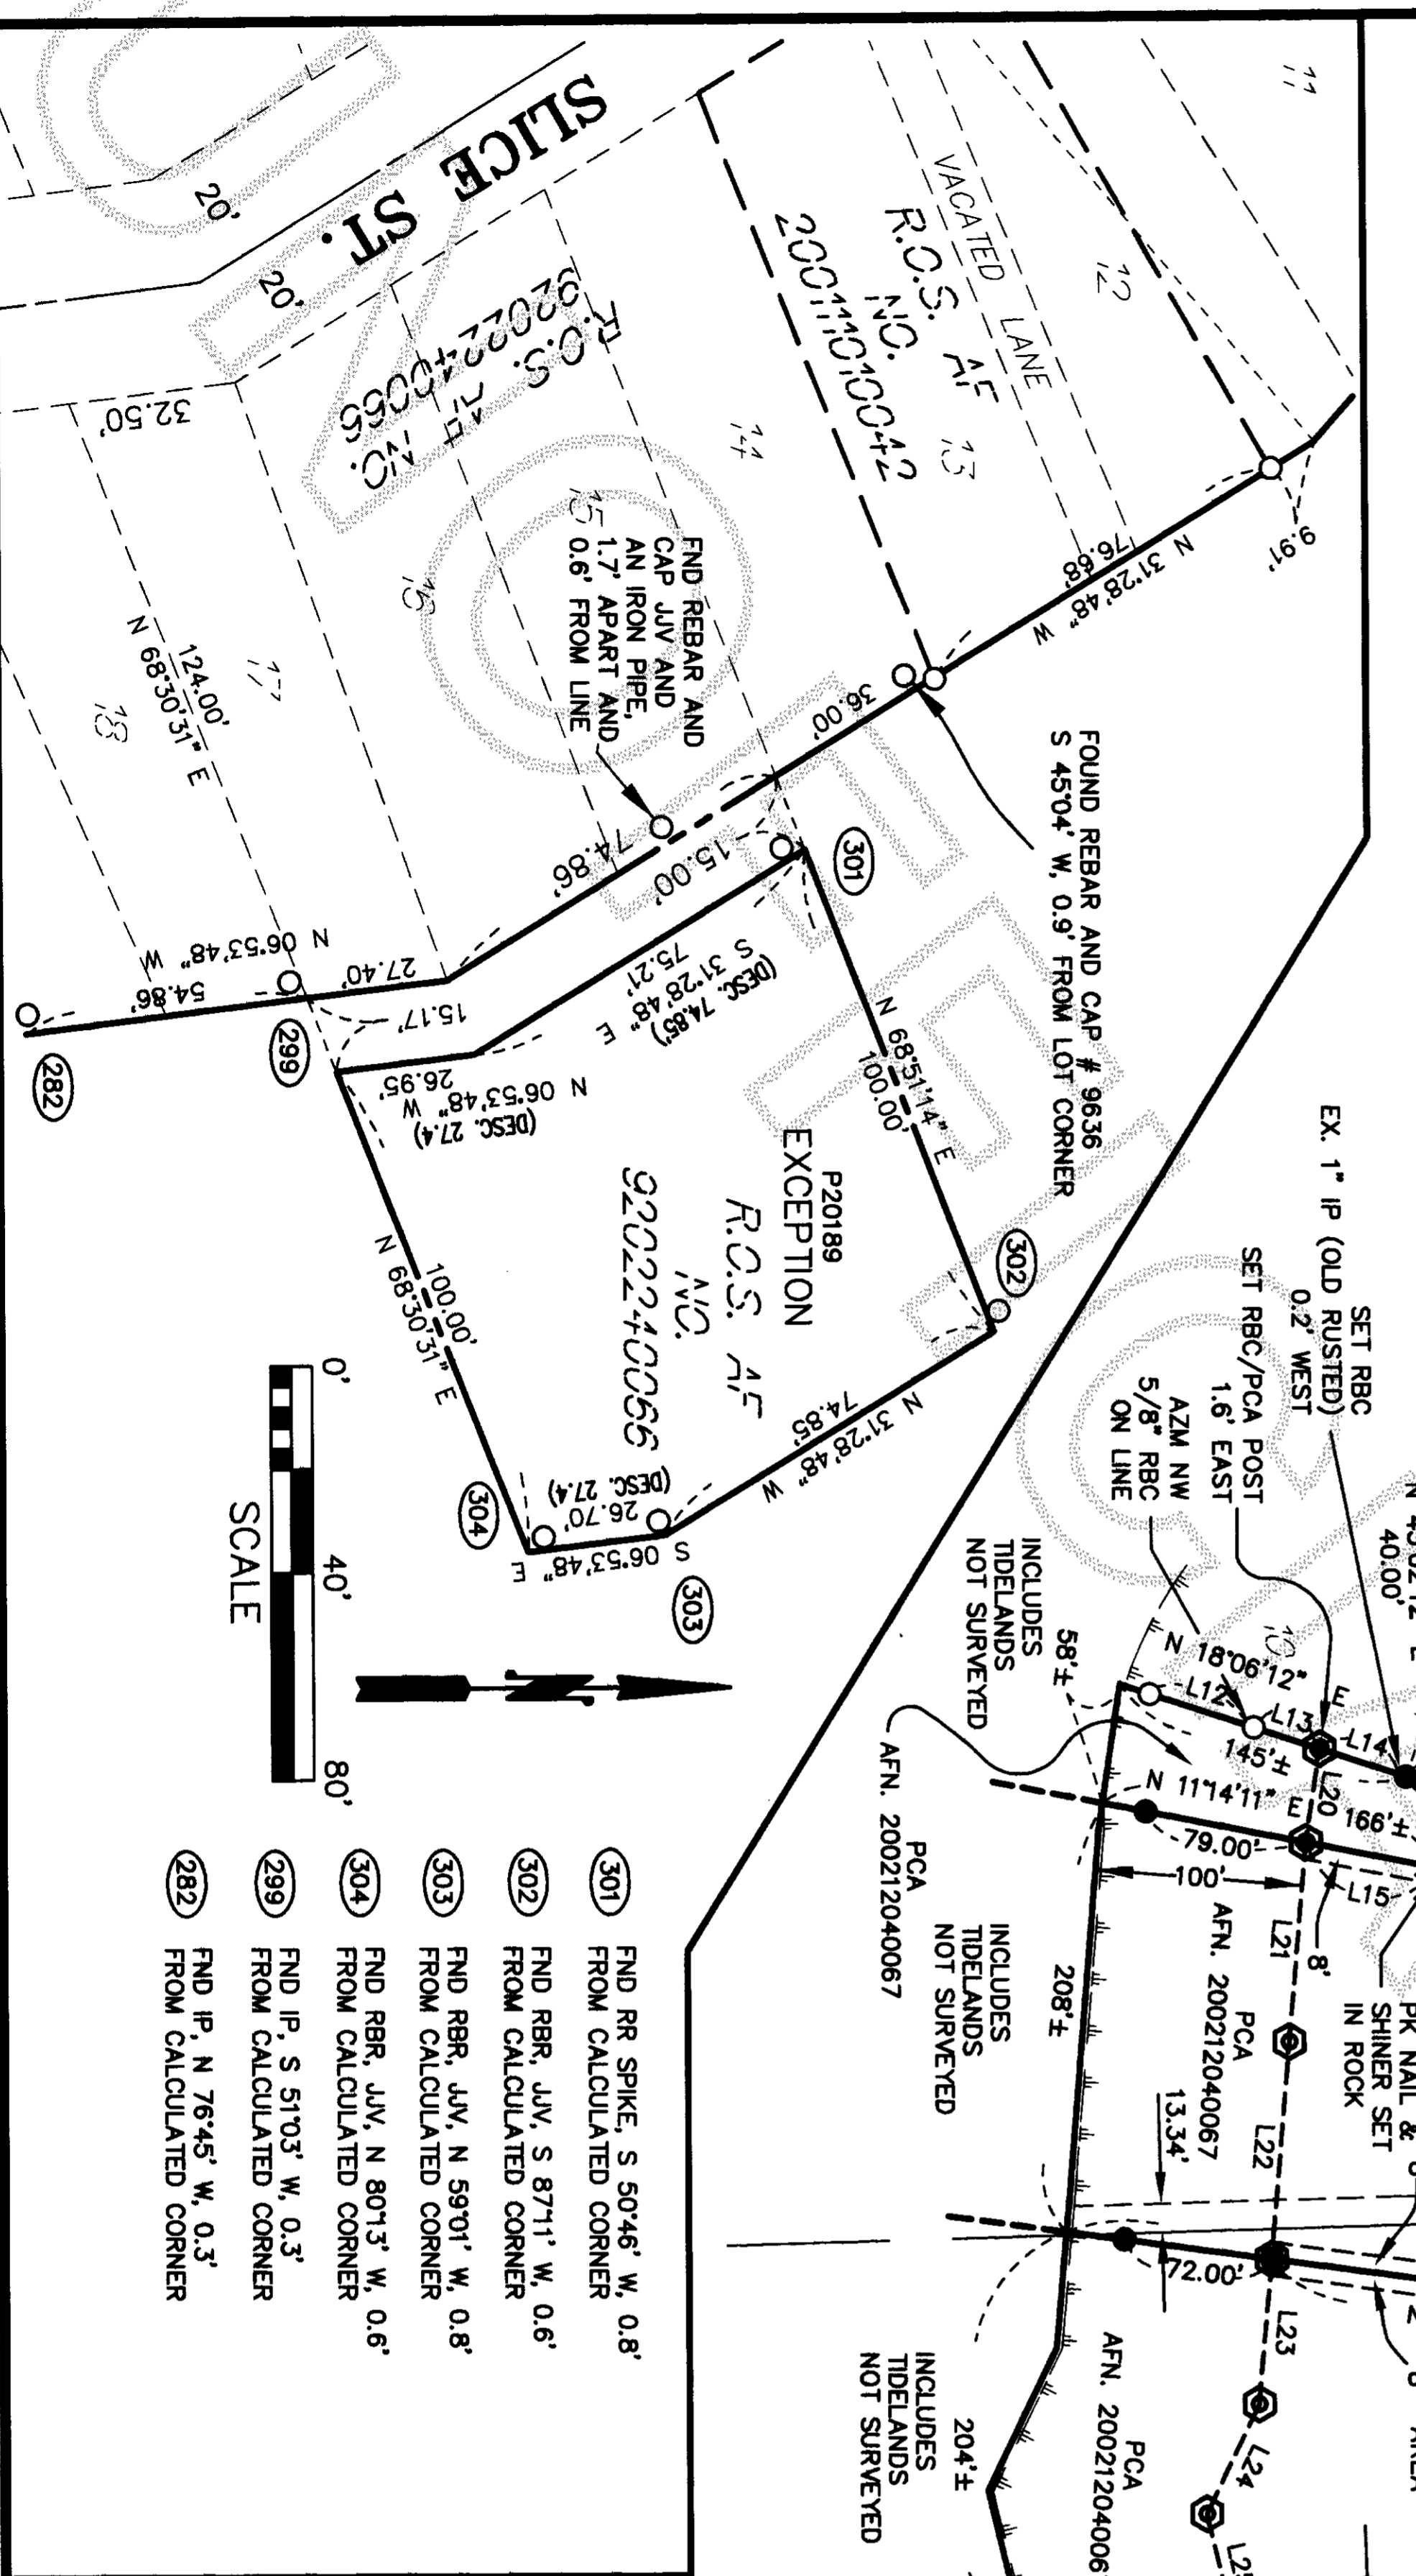 11
12
9.91'
VACATED LANE
R.O.S. AF
NO.
200111010042
13
N 31°28'48" W
76.68'
SLICE ST.
20'
20'
R.O.S. AF NO.
9202240066
14
15
16
17
18
32.50'
124.00'
N 68°30'31" E
36.00'
FOUND REBAR AND CAP # 9636
S 45°04' W, 0.9' FROM LOT CORNER
FND REBAR AND
CAP JJV AND
AN IRON PIPE,
1.7' APART AND
0.6' FROM LINE
74.86'
15.00'
301
S 31°28'48" E
75.21'
(DESC. 74.85')
N 68°51'14" E
100.00'
302
P20189
EXCEPTION
R.O.S. AF
NO.
9202240066
N 31°28'48" W
74.85'
303
S 06°53'48" E
26.70'
(DESC. 27.4)
304
100.00'
N 68°30'31" E
N 06°53'48" W
26.95'
(DESC. 27.4)
15.17'
27.40'
N 06°53'48" W
54.86'
299
282
0' 40' 80'
SCALE
301 FND RR SPIKE, S 50°46' W, 0.8'
FROM CALCULATED CORNER
302 FND RBR, JJV, S 87°11' W, 0.6'
FROM CALCULATED CORNER
303 FND RBR, JJV, N 59°01' W, 0.8'
FROM CALCULATED CORNER
304 FND RBR, JJV, N 80°13' W, 0.6'
FROM CALCULATED CORNER
299 FND IP, S 51°03' W, 0.3'
FROM CALCULATED CORNER
282 FND IP, N 76°45' W, 0.3'
FROM CALCULATED CORNER
40.00'
SET RBC
EX. 1" IP (OLD RUSTED)
0.2' WEST
SET RBC/PCA POST
1.6' EAST
AZM NW
5/8" RBC
ON LINE
10
N 18°06'12" E
L12
L13
L14
145'±
L20
N 11°14'11" E
166'±
79.00'
L15
100'
8'
58'±
INCLUDES
TIDELANDS
NOT SURVEYED
PCA
AFN. 200212040067
L21
PK NAIL &
SHINER SET
IN ROCK
PCA
AFN. 200212040067
13.34'
L22
208'±
INCLUDES
TIDELANDS
NOT SURVEYED
72.00'
L23
L24
PCA
AFN. 20021204006
204'±
INCLUDES
TIDELANDS
NOT SURVEYED